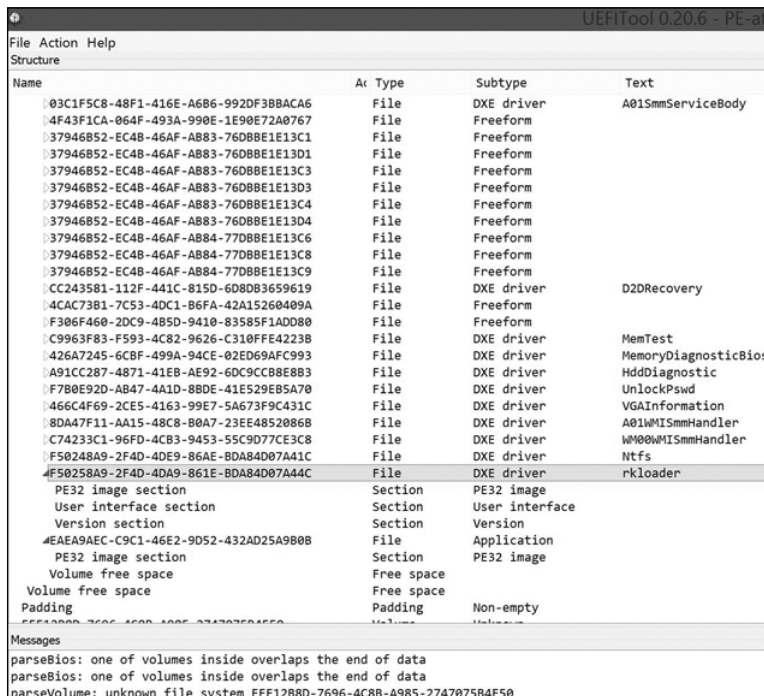 UEFITool 0.20.6 - PE-at
File Action Help
Structure
Name Ac Type Subtype Text
03C1F5C8-48F1-416E-A6B6-992DF3BBACA6 File DXE driver A01SmmServiceBody
4F43F1CA-064F-493A-990E-1E90E72A0767 File Freeform
37946B52-EC4B-46AF-AB83-76DBBE1E13C1 File Freeform
37946B52-EC4B-46AF-AB83-76DBBE1E13D1 File Freeform
37946B52-EC4B-46AF-AB83-76DBBE1E13C3 File Freeform
37946B52-EC4B-46AF-AB83-76DBBE1E13D3 File Freeform
37946B52-EC4B-46AF-AB83-76DBBE1E13C4 File Freeform
37946B52-EC4B-46AF-AB83-76DBBE1E13D4 File Freeform
37946B52-EC4B-46AF-AB84-77DBBE1E13C6 File Freeform
37946B52-EC4B-46AF-AB84-77DBBE1E13C8 File Freeform
37946B52-EC4B-46AF-AB84-77DBBE1E13C9 File Freeform
CC243581-112F-441C-815D-6D8DB3659619 File DXE driver D2DRecovery
4CAC73B1-7C53-4DC1-B6FA-42A15260409A File Freeform
F306F460-2DC9-4B5D-9410-83585F1ADD80 File Freeform
C9963F83-F593-4C82-9626-C310FFE4223B File DXE driver MemTest
426A7245-6CBF-499A-94CE-02ED69AFC993 File DXE driver MemoryDiagnosticBios
A91CC287-4871-41EB-AE92-6DC9CCB8E8B3 File DXE driver HddDiagnostic
F7B0E92D-AB47-4A1D-8BDE-41E529EB5A70 File DXE driver UnlockPswd
466C4F69-2CE5-4163-99E7-5A673F9C431C File DXE driver VGAInformation
8DA47F11-AA15-48C8-B0A7-23EE4852086B File DXE driver A01WMISmmHandler
C74233C1-96FD-4CB3-9453-55C9D77CE3C8 File DXE driver WM00WMISmmHandler
F50248A9-2F4D-4DE9-86AE-BDA84D07A41C File DXE driver Ntfs
F50258A9-2F4D-4DA9-861E-BDA84D07A44C File DXE driver rkloader
PE32 image section Section PE32 image
User interface section Section User interface
Version section Section Version
EAEA9AEC-C9C1-46E2-9D52-432AD25A9B0B File Application
PE32 image section Section PE32 image
Volume free space Free space
Volume free space Free space
Padding Padding Non-empty
Messages
parseBios: one of volumes inside overlaps the end of data
parseBios: one of volumes inside overlaps the end of data
parseVolume: unknown file system FFF12B8D-7696-4C8B-A985-2747075B4F50